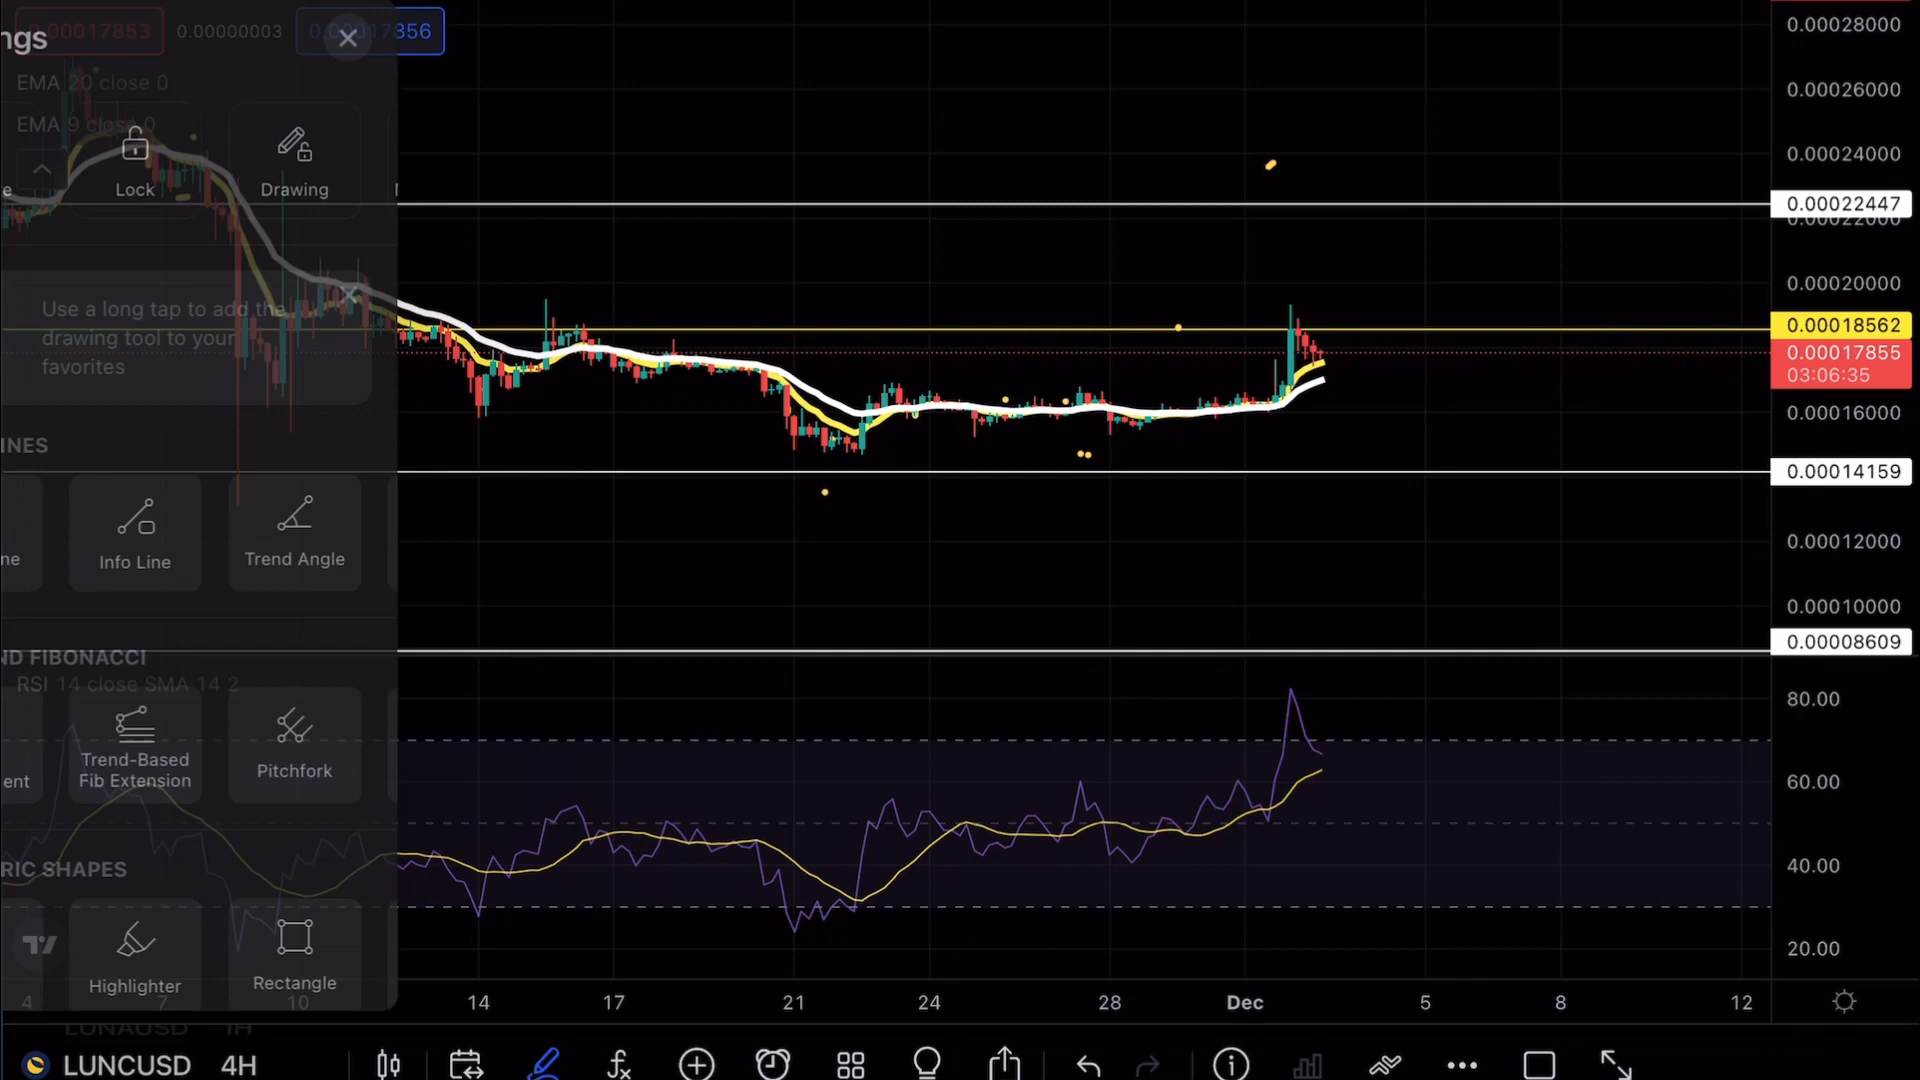 ngs
0.00017853
0.00000003
0.00017856
EMA 20 close 0
EMA 9 close 0
Lock
Drawing
Use a long tap to add the
drawing tool to your
favorites
INES
ne
Info Line
Trend Angle
ND FIBONACCI
RSI 14 close SMA 14 2
ent
Trend-Based
Fib Extension
Pitchfork
RIC SHAPES
Highlighter
Rectangle
0.00028000
0.00026000
0.00024000
0.00022447
0.00022000
0.00020000
0.00018562
0.00017855
03:06:35
0.00016000
0.00014159
0.00012000
0.00010000
0.00008609
80.00
60.00
40.00
20.00
4 7 10 14 17 21 24 28 Dec 5 8 12
LUNAUSD 1H
LUNCUSD 4H